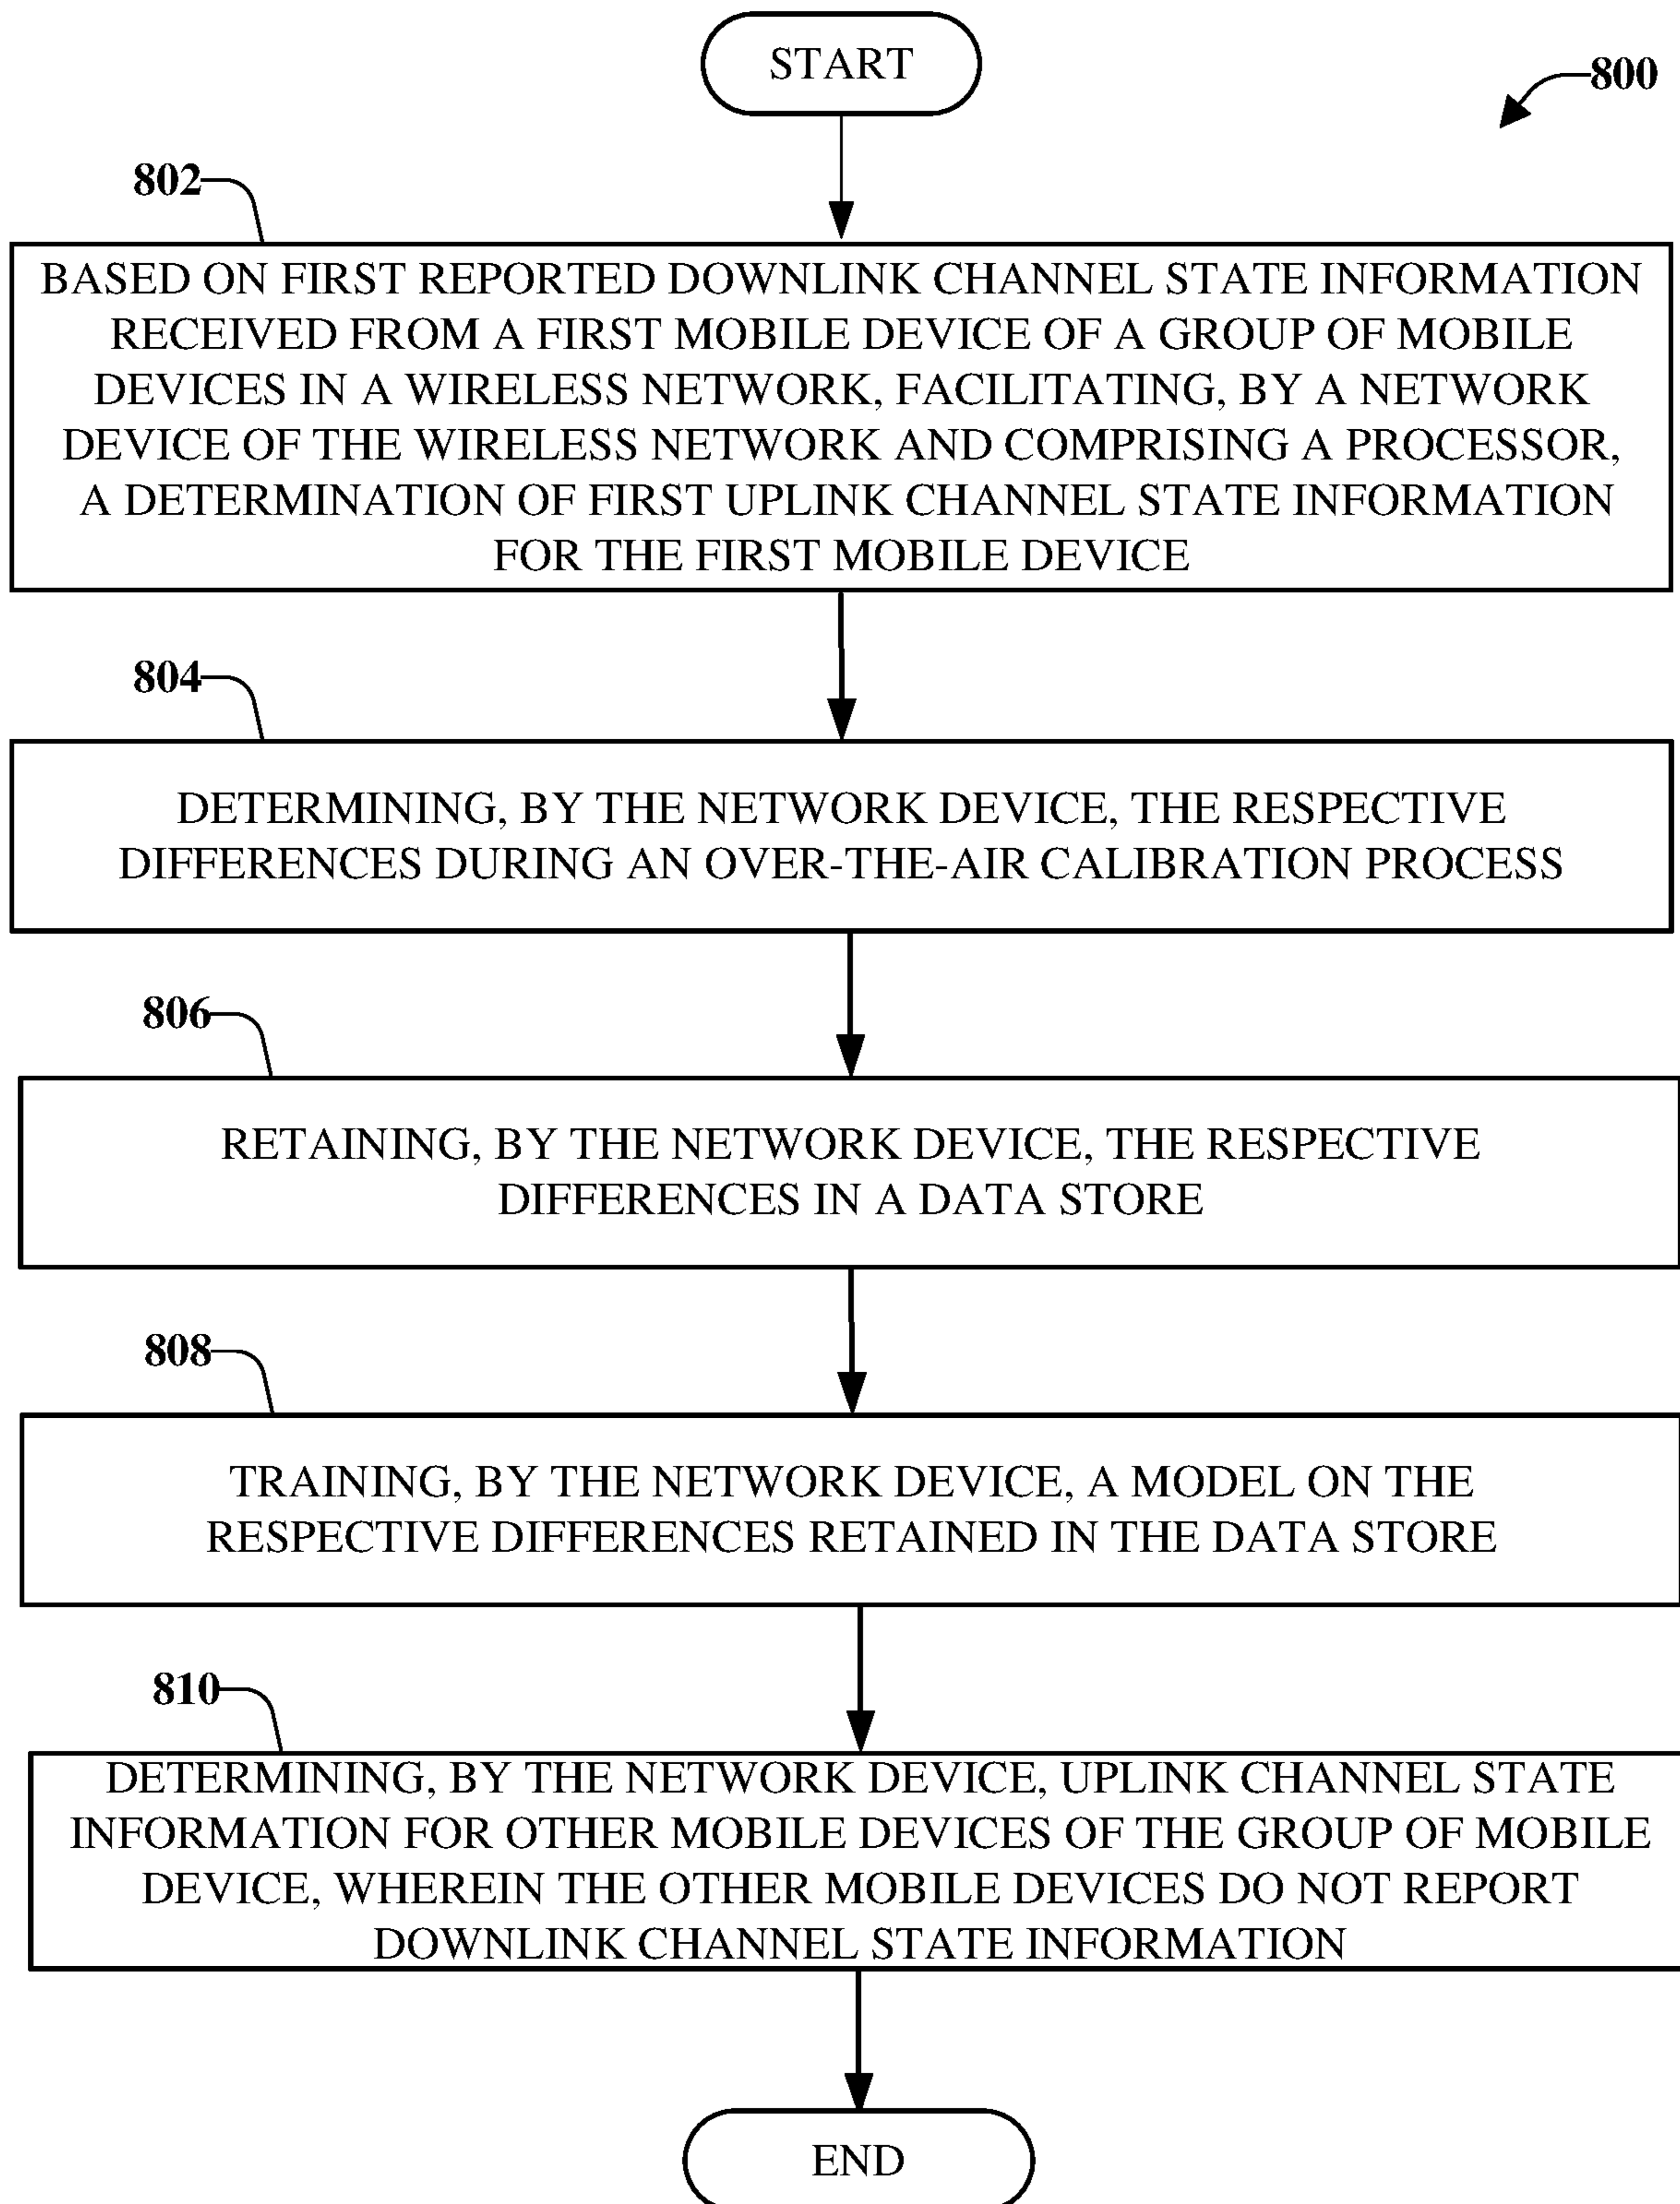 START
800
802
BASED ON FIRST REPORTED DOWNLINK CHANNEL STATE INFORMATION
RECEIVED FROM A FIRST MOBILE DEVICE OF A GROUP OF MOBILE
DEVICES IN A WIRELESS NETWORK, FACILITATING, BY A NETWORK
DEVICE OF THE WIRELESS NETWORK AND COMPRISING A PROCESSOR,
A DETERMINATION OF FIRST UPLINK CHANNEL STATE INFORMATION
FOR THE FIRST MOBILE DEVICE
804
DETERMINING, BY THE NETWORK DEVICE, THE RESPECTIVE
DIFFERENCES DURING AN OVER-THE-AIR CALIBRATION PROCESS
806
RETAINING, BY THE NETWORK DEVICE, THE RESPECTIVE
DIFFERENCES IN A DATA STORE
808
TRAINING, BY THE NETWORK DEVICE, A MODEL ON THE
RESPECTIVE DIFFERENCES RETAINED IN THE DATA STORE
810
DETERMINING, BY THE NETWORK DEVICE, UPLINK CHANNEL STATE
INFORMATION FOR OTHER MOBILE DEVICES OF THE GROUP OF MOBILE
DEVICE, WHEREIN THE OTHER MOBILE DEVICES DO NOT REPORT
DOWNLINK CHANNEL STATE INFORMATION
END